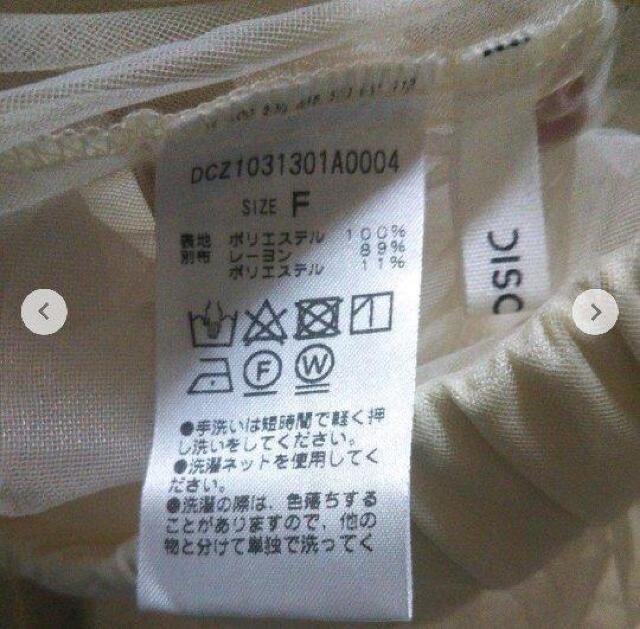 DCZ1031301A0004
SIZE F
表地 ポリエステル 100%
別布 レーヨン 89%
ポリエステル 11%
F W
●手洗いは短時間で軽く押
し洗いをしてください。
●洗濯ネットを使用してく
ださい。
●洗濯の際は、色落ちする
ことがありますので、他の
物と分けて単独で洗ってく
OSIC